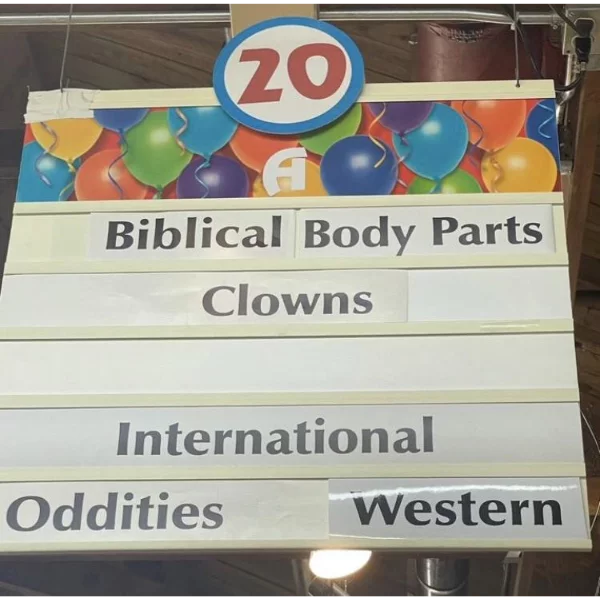 20
A
Biblical Body Parts
Clowns
International
Oddities Western